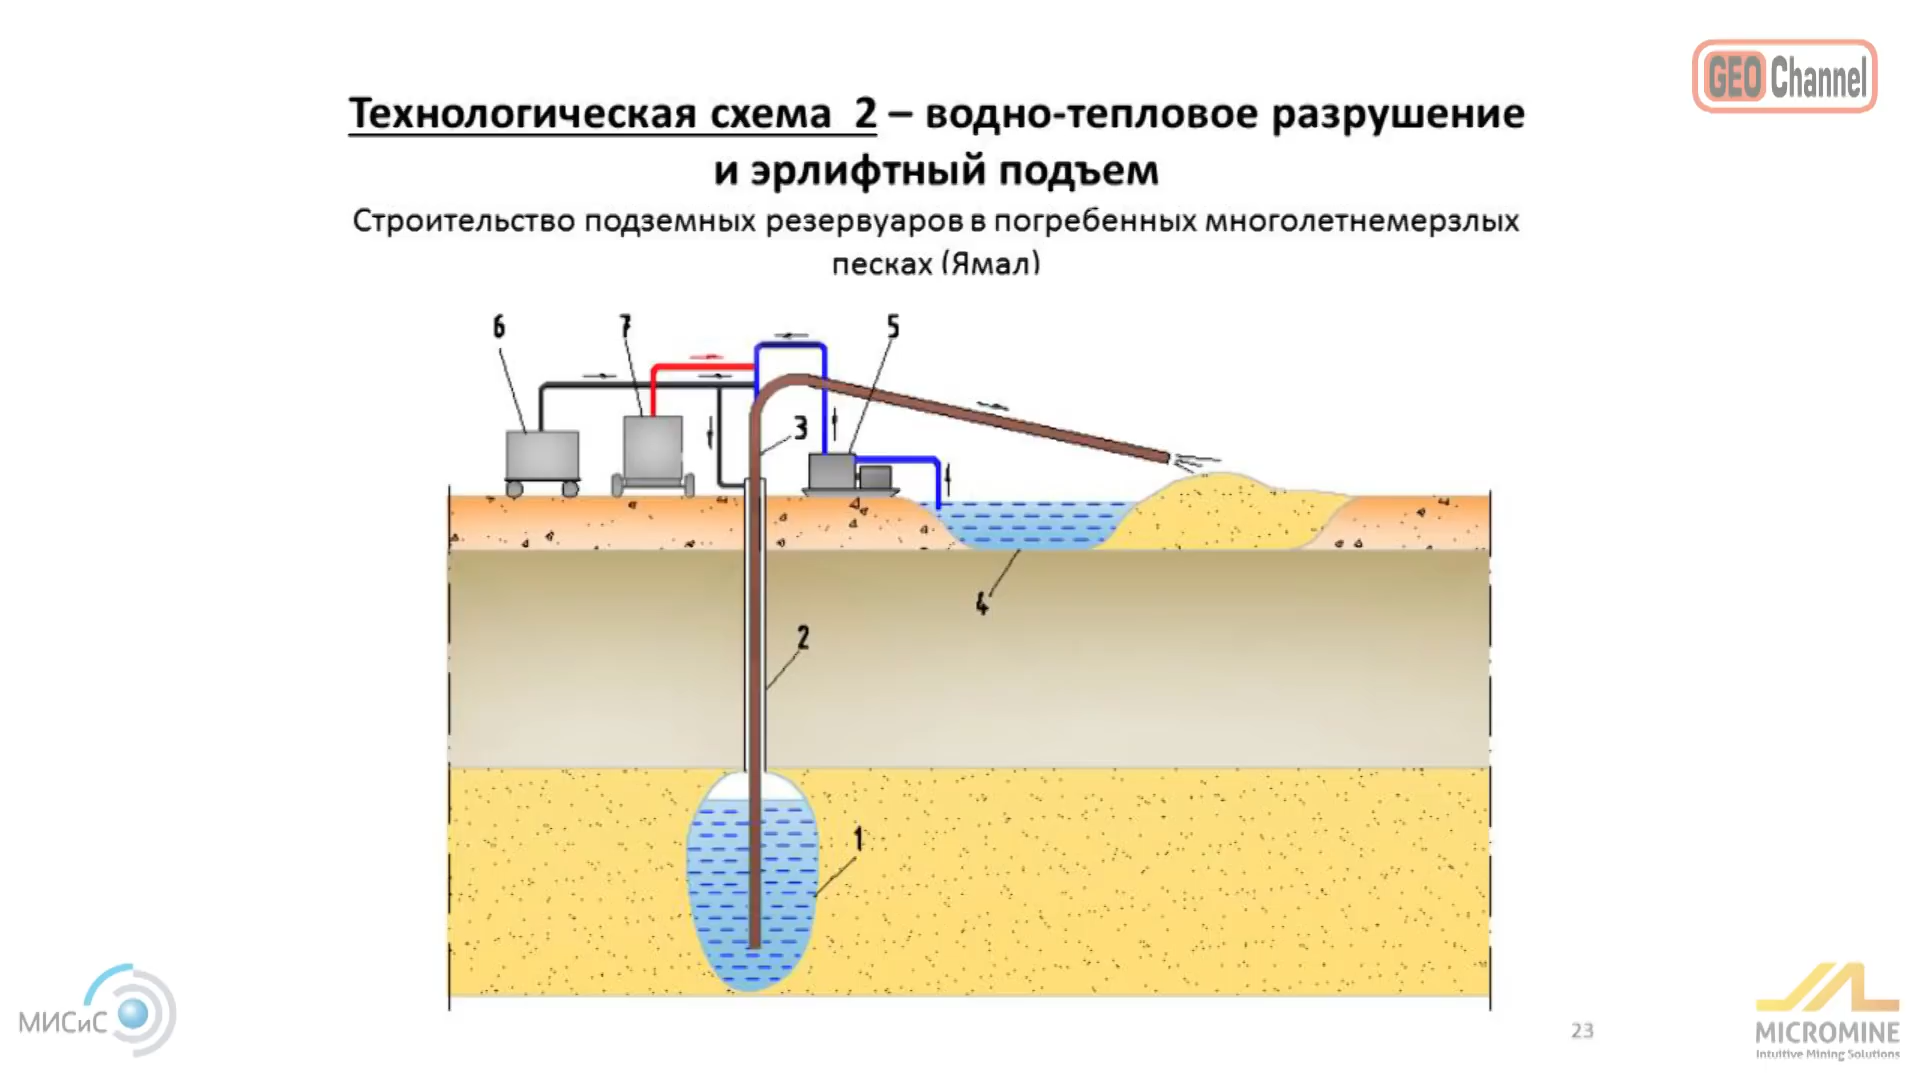 GEO Channel
Технологическая схема 2 – водно-тепловое разрушение
и эрлифтный подъем
Строительство подземных резервуаров в погребенных многолетнемерзлых
песках (Ямал)
6
7
5
3
4
2
1
МИСиС
23
MICROMINE
Intuitive Mining Solutions